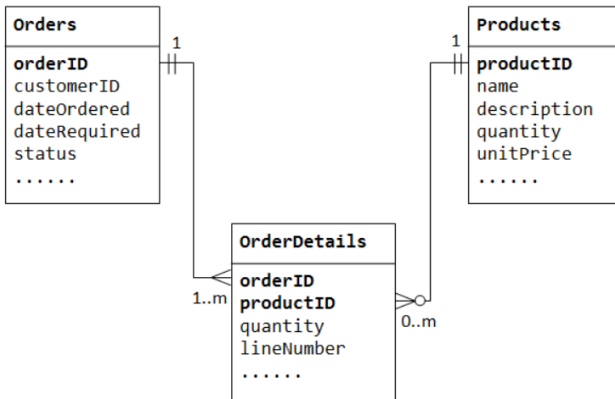 Orders
orderID
customerID
dateOrdered
dateRequired
status
......
1
1
Products
productID
name
description
quantity
unitPrice
......
OrderDetails
orderID
productID
quantity
lineNumber
......
1..m
0..m